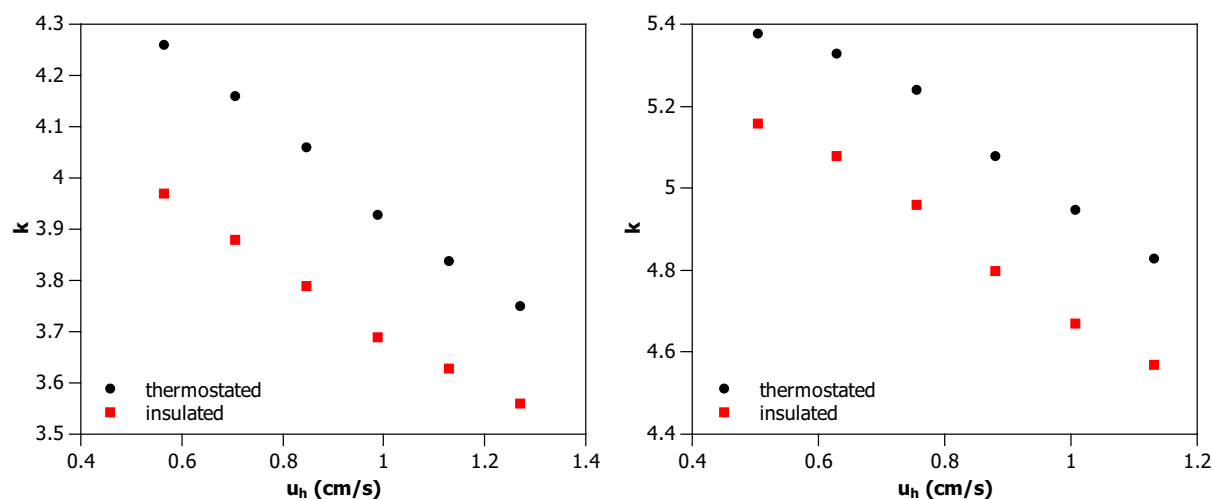 4.3
4.2
4.1
4
3.9
3.8
3.7
3.6
3.5
k
thermostated
insulated
0.4 0.6 0.8 1 1.2 1.4
u_h (cm/s)
5.4
5.2
5
4.8
4.6
4.4
k
thermostated
insulated
0.4 0.6 0.8 1 1.2
u_h (cm/s)